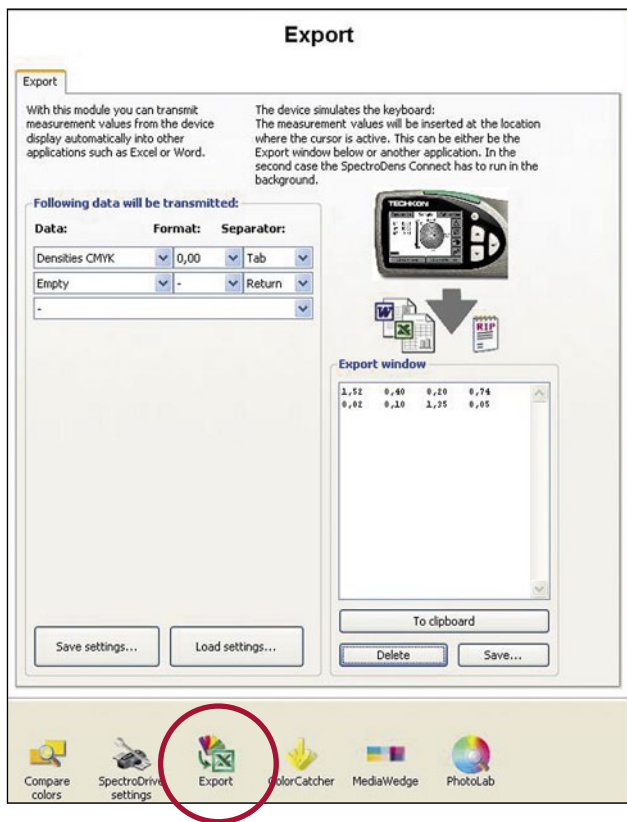 Export
Export
With this module you can transmit
measurement values from the device
display automatically into other
applications such as Excel or Word.
The device simulates the keyboard:
The measurement values will be inserted at the location
where the cursor is active. This can be either be the
Export window below or another application. In the
second case the SpectroDens Connect has to run in the
background.
Following data will be transmitted:
Data: Format: Separator:
Densities CMYK 0,00 Tab
Empty - Return
-
TECHKON
W
X
RIP
Export window
1,52 0,40 0,20 0,74
0,02 0,10 1,35 0,05
To clipboard
Save settings... Load settings...
Delete Save...
Compare
colors
SpectroDrive
settings
Export
ColorCatcher
MediaWedge
PhotoLab